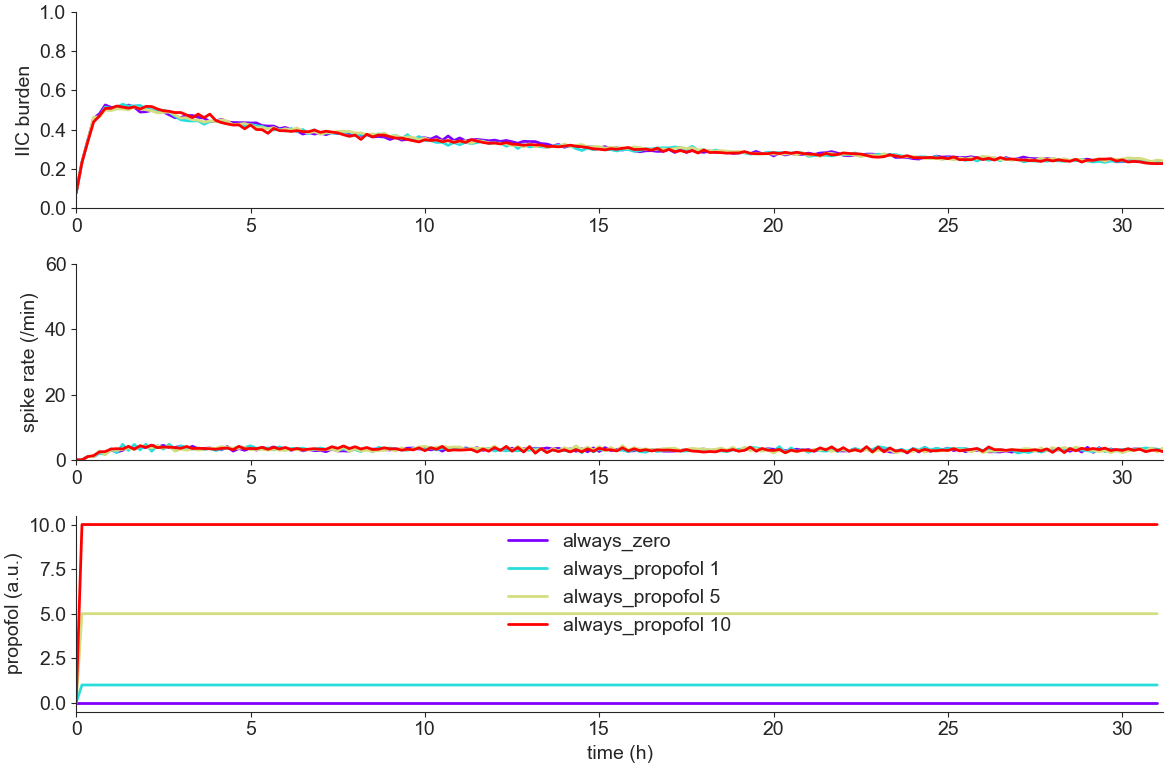 1.0
0.8
0.6
0.4
0.2
0.0
IIC burden
0 5 10 15 20 25 30
60
40
20
0
spike rate (/min)
0 5 10 15 20 25 30
10.0
7.5
5.0
2.5
0.0
propofol (a.u.)
always_zero
always_propofol 1
always_propofol 5
always_propofol 10
0 5 10 15 20 25 30
time (h)